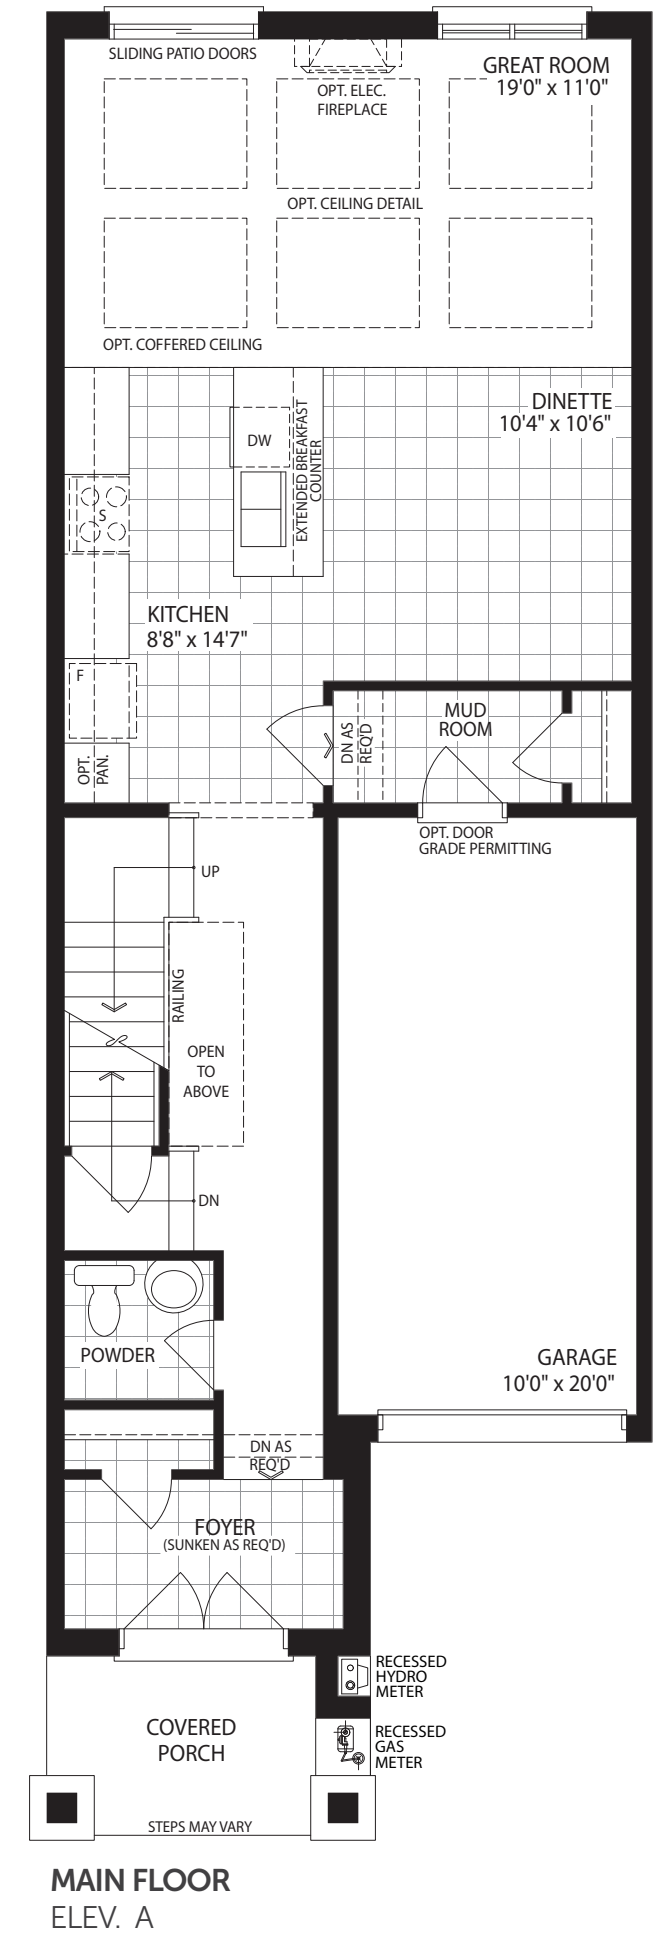 SLIDING PATIO DOORS
OPT. ELEC.
FIREPLACE
GREAT ROOM
19'0" x 11'0"
OPT. CEILING DETAIL
OPT. COFFERED CEILING
DINETTE
10'4" x 10'6"
DW
EXTENDED BREAKFAST
COUNTER
S
KITCHEN
8'8" x 14'7"
F
OPT.
PAN.
DN AS
REQ'D
MUD
ROOM
OPT. DOOR
GRADE PERMITTING
UP
RAILING
OPEN
TO
ABOVE
DN
POWDER
GARAGE
10'0" x 20'0"
DN AS
REQ'D
FOYER
(SUNKEN AS REQ'D)
RECESSED
HYDRO
METER
COVERED
PORCH
RECESSED
GAS
METER
STEPS MAY VARY
MAIN FLOOR
ELEV. A